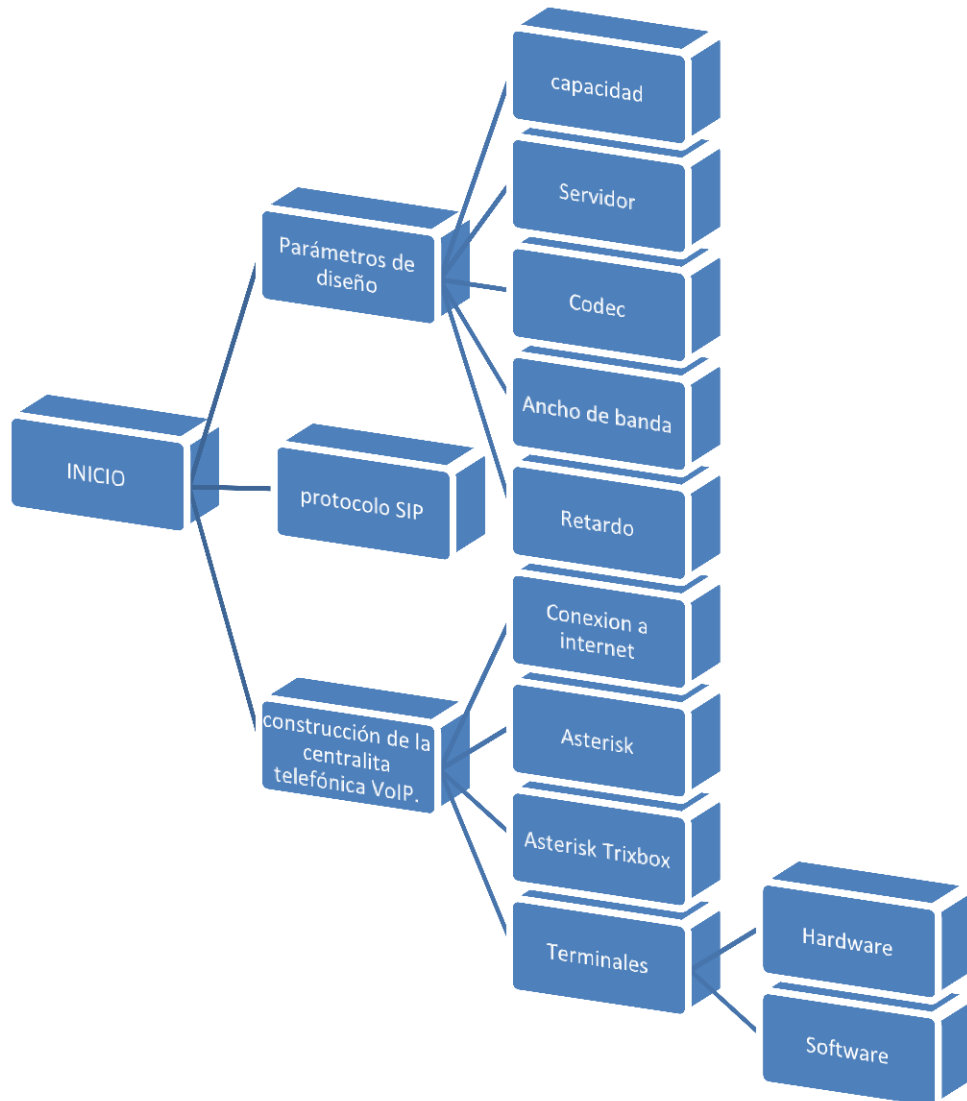 INICIO
Parámetros de
diseño
capacidad
Servidor
Codec
Ancho de banda
Retardo
protocolo SIP
construcción de la
centralita
telefónica VoIP.
Conexion a
internet
Asterisk
Asterisk Trixbox
Terminales
Hardware
Software